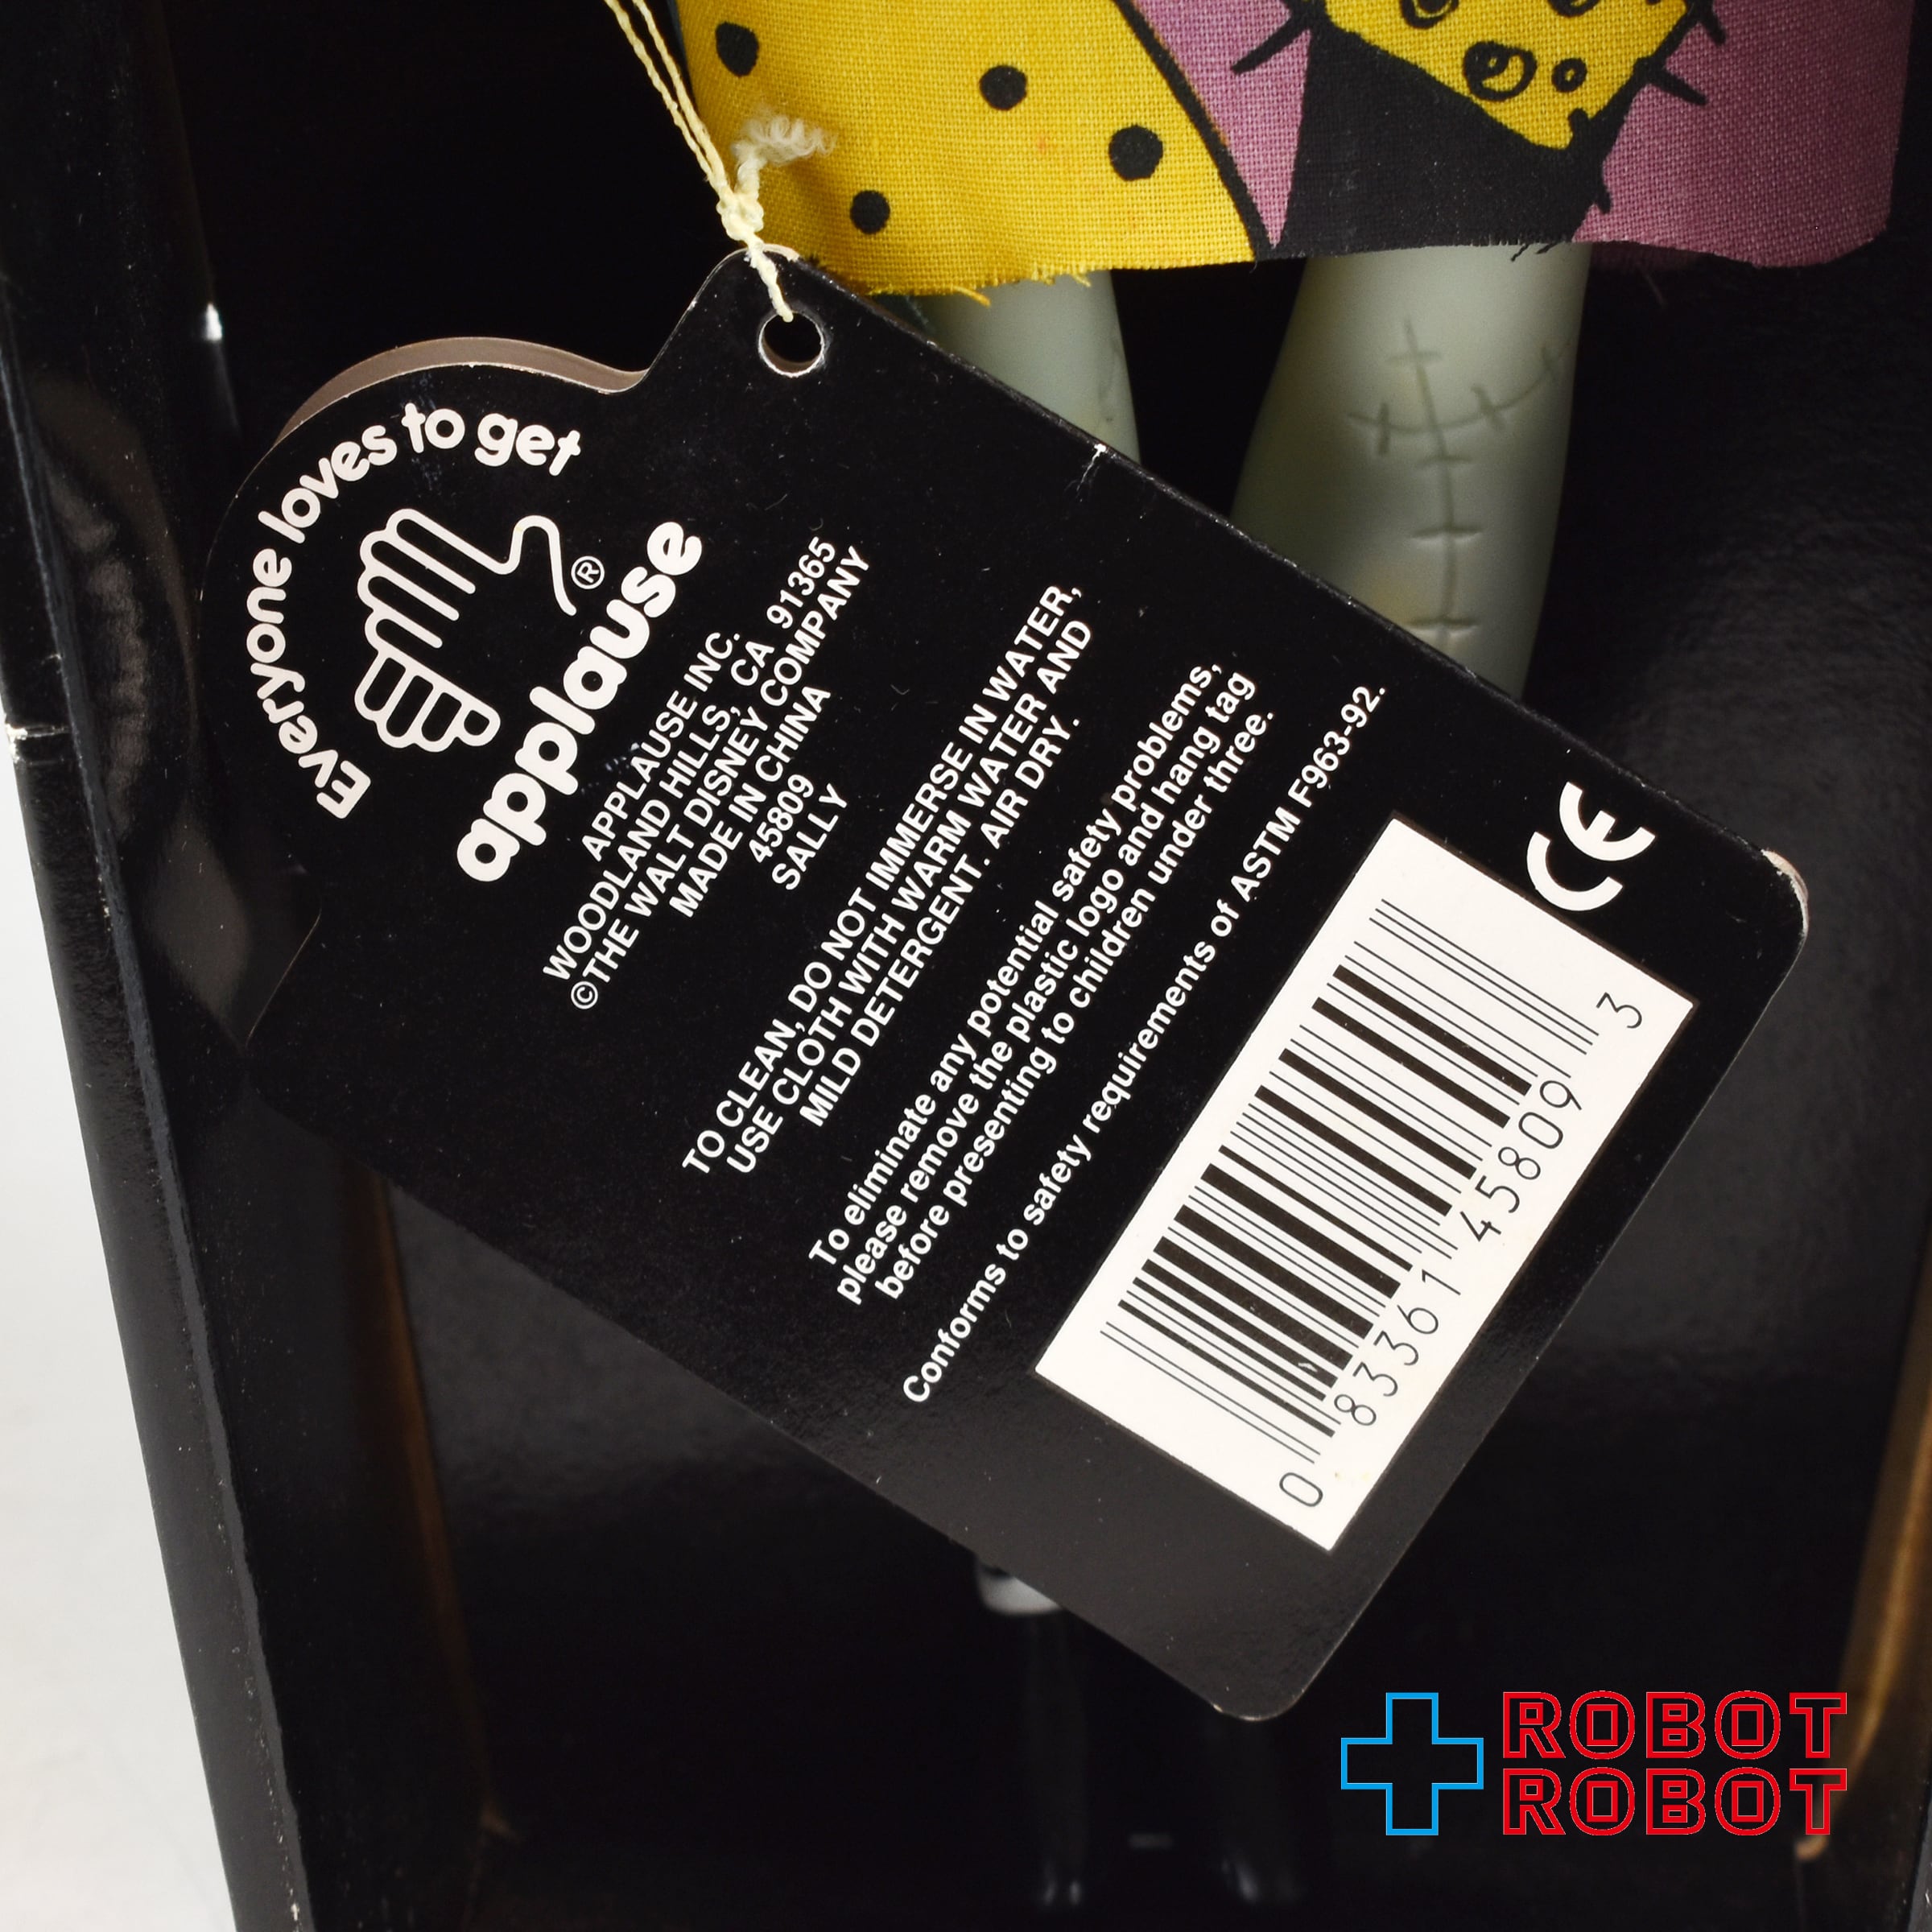 Everyone loves to get
®
applause
APPLAUSE INC.
WOODLAND HILLS, CA 91365
©THE WALT DISNEY COMPANY
MADE IN CHINA
45809
SALLY
TO CLEAN, DO NOT IMMERSE IN WATER,
USE CLOTH WITH WARM WATER AND
MILD DETERGENT. AIR DRY.
To eliminate any potential safety problems,
please remove the plastic logo and hang tag
before presenting to children under three.
Conforms to safety requirements of ASTM F963-92.
CE
0 83361 45809 3
ROBOT
ROBOT